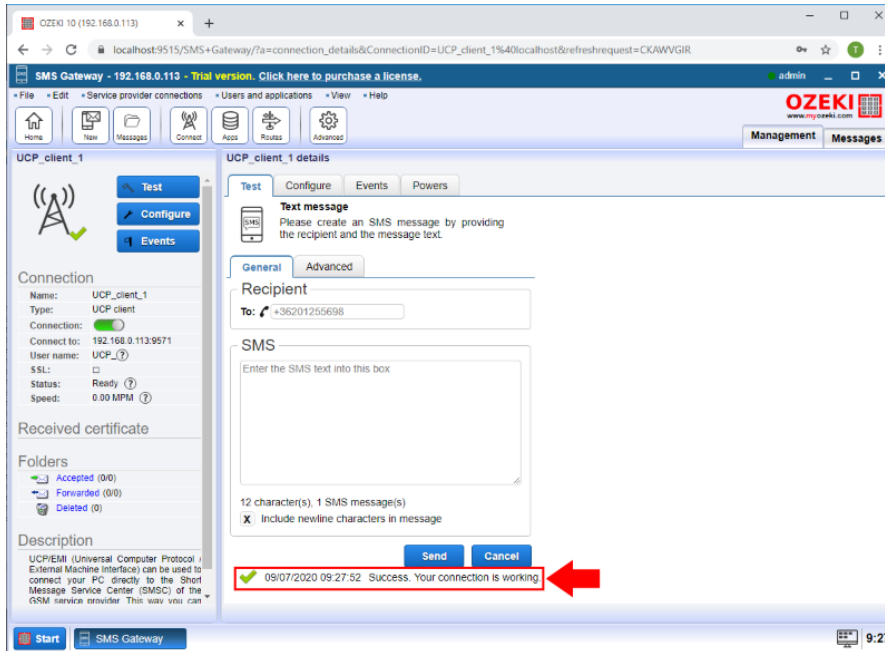 OZEKI 10 (192.168.0.113)
localhost:9515/SMS+Gateway/?a=connection_details&ConnectionID=UCP_client_1%40localhost&refreshrequest=CKAWVGIR
T
SMS Gateway - 192.168.0.113 - Trial version. Click here to purchase a license.
admin
File Edit Service provider connections Users and applications View Help
OZEKI
www.myozeki.com
Home New Messages Connect Apps Routes Advanced
Management Messages
UCP_client_1
Test
Configure
Events
Connection
Name: UCP_client_1
Type: UCP client
Connection:
Connect to: 192.168.0.113:9571
User name: UCP_ ?
SSL:
Status: Ready ?
Speed: 0.00 MPM ?
Received certificate
Folders
Accepted (0/0)
Forwarded (0/0)
Deleted (0)
Description
UCP/EMI (Universal Computer Protocol /
External Machine Interface) can be used to
connect your PC directly to the Short
Message Service Center (SMSC) of the
GSM service provider. This way you can
UCP_client_1 details
Test Configure Events Powers
SMS
Text message
Please create an SMS message by providing
the recipient and the message text.
General Advanced
Recipient
To: +36201255698
SMS
Enter the SMS text into this box
12 character(s), 1 SMS message(s)
X Include newline characters in message
Send Cancel
09/07/2020 09:27:52 Success. Your connection is working.
Start SMS Gateway